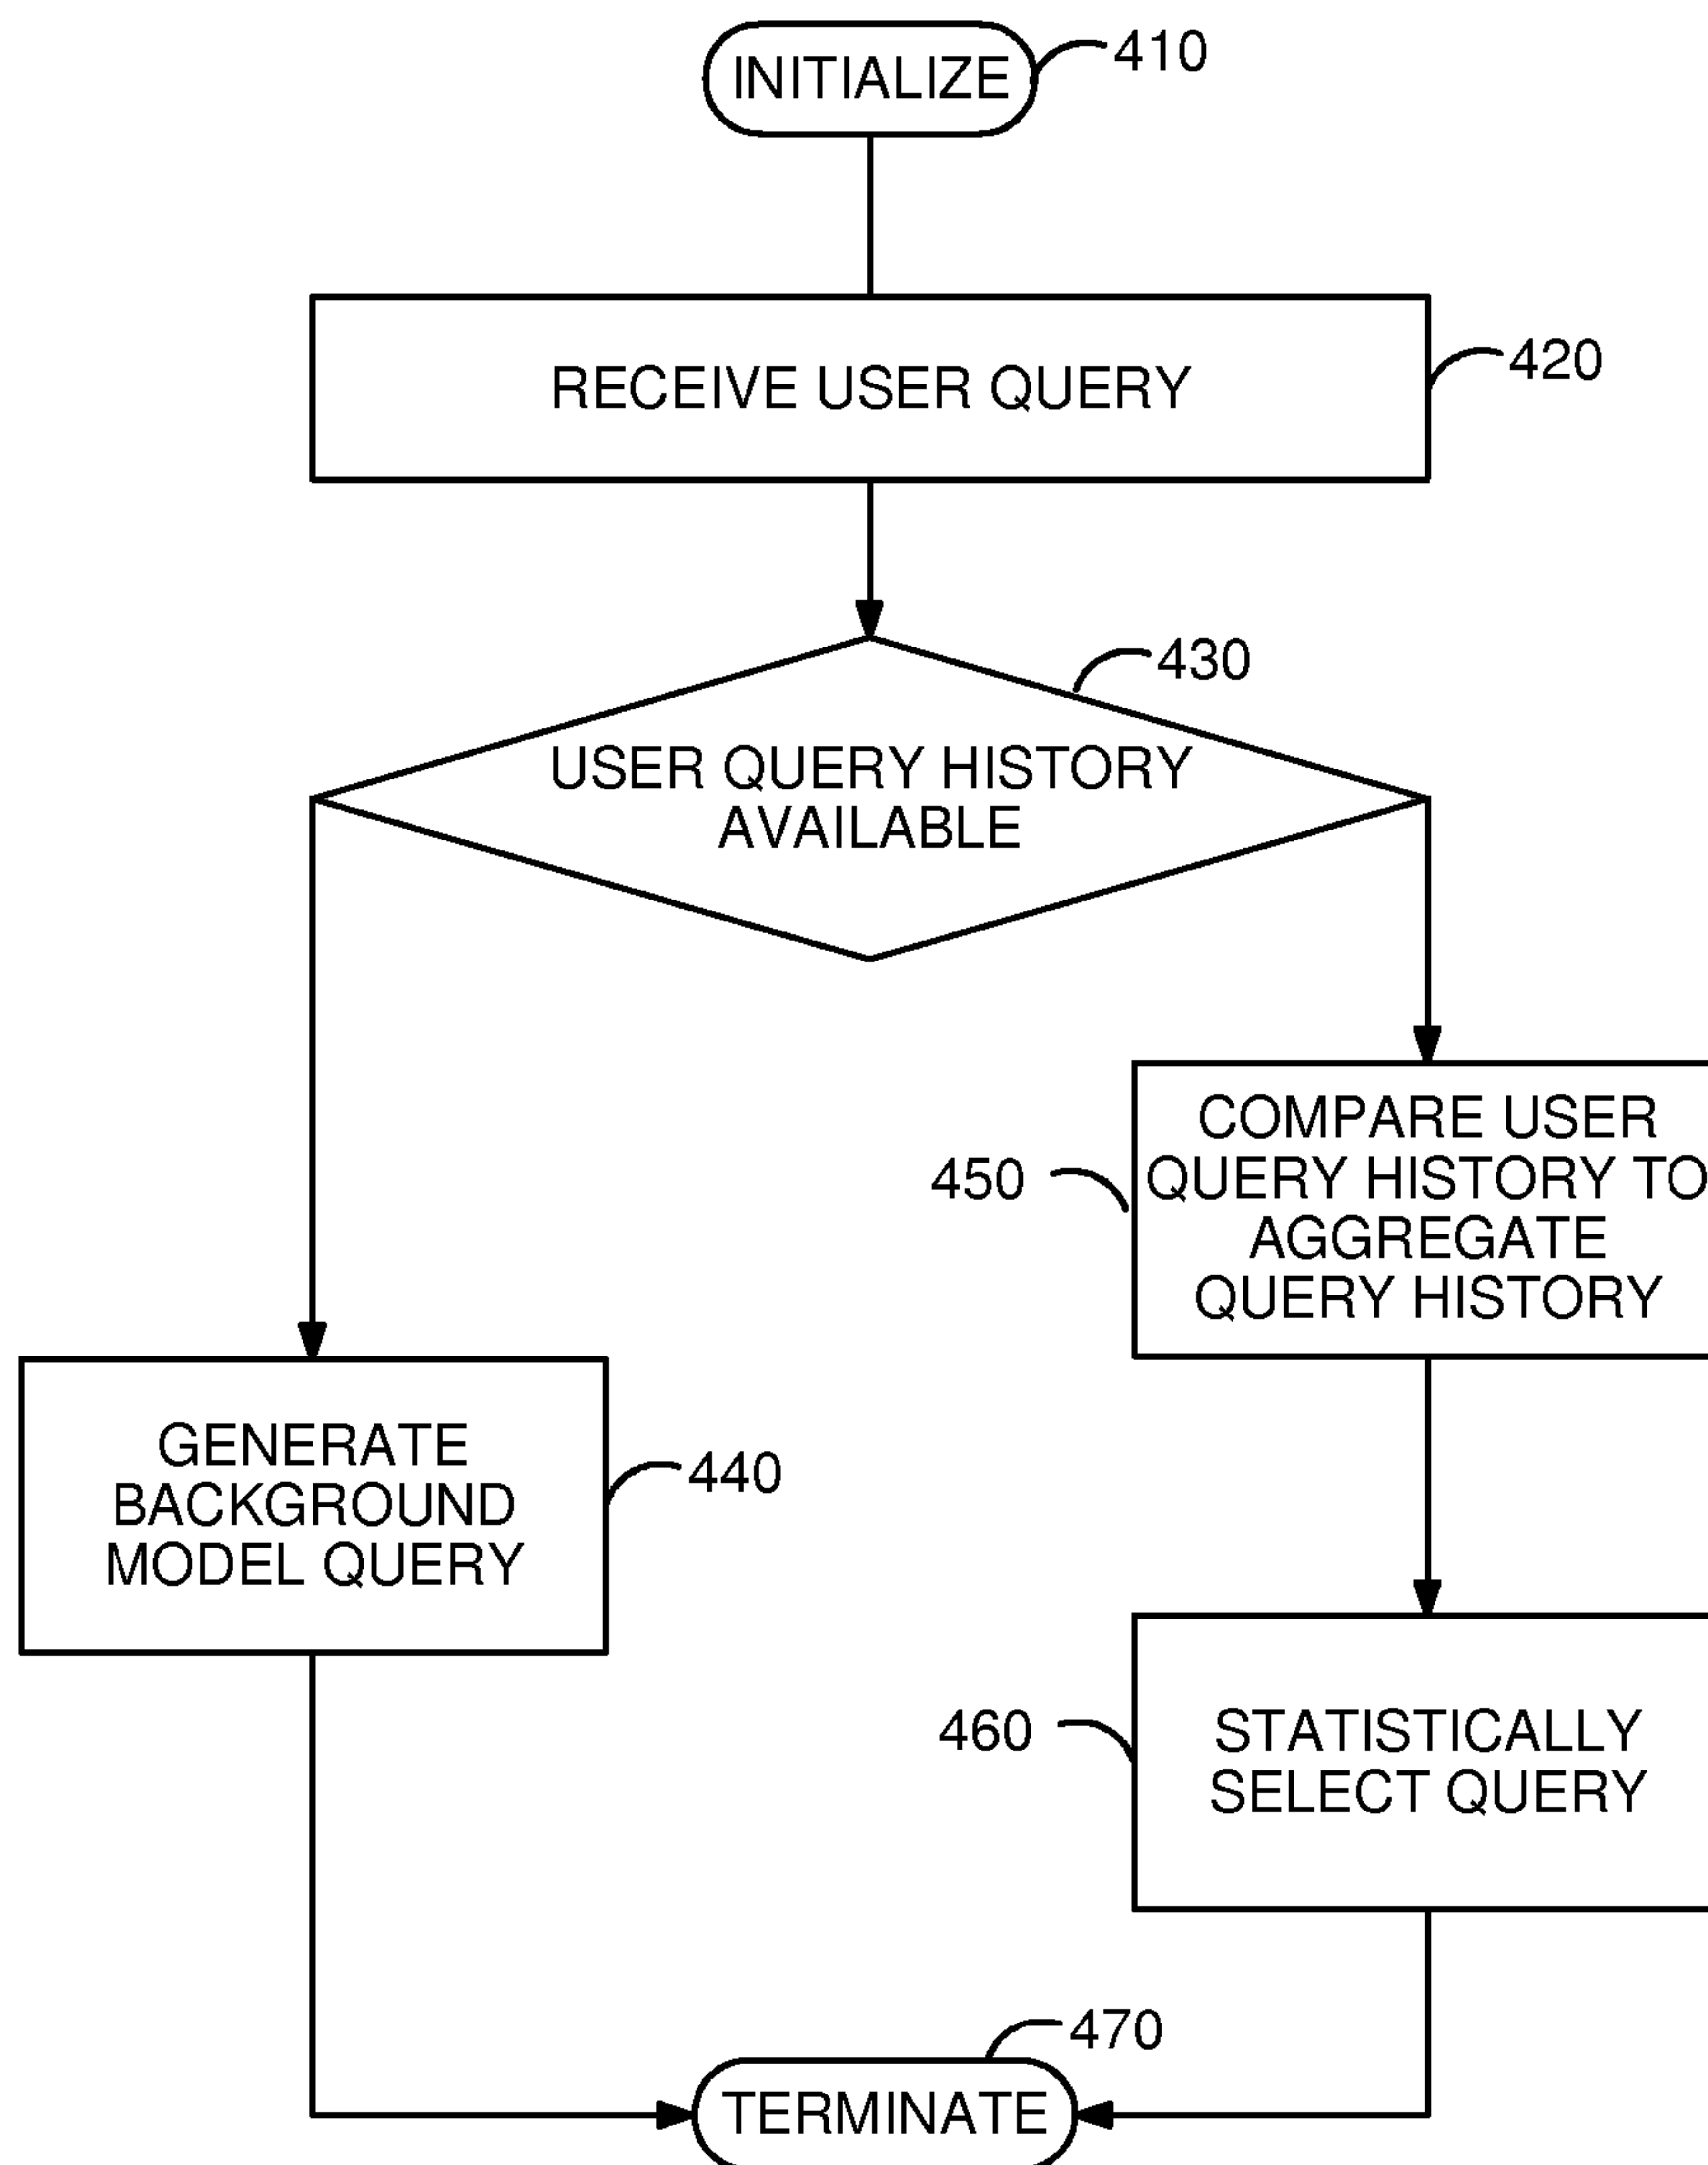 INITIALIZE
410
RECEIVE USER QUERY
420
430
USER QUERY HISTORY
AVAILABLE
COMPARE USER
QUERY HISTORY TO
AGGREGATE
QUERY HISTORY
450
GENERATE
BACKGROUND
MODEL QUERY
440
STATISTICALLY
SELECT QUERY
460
470
TERMINATE